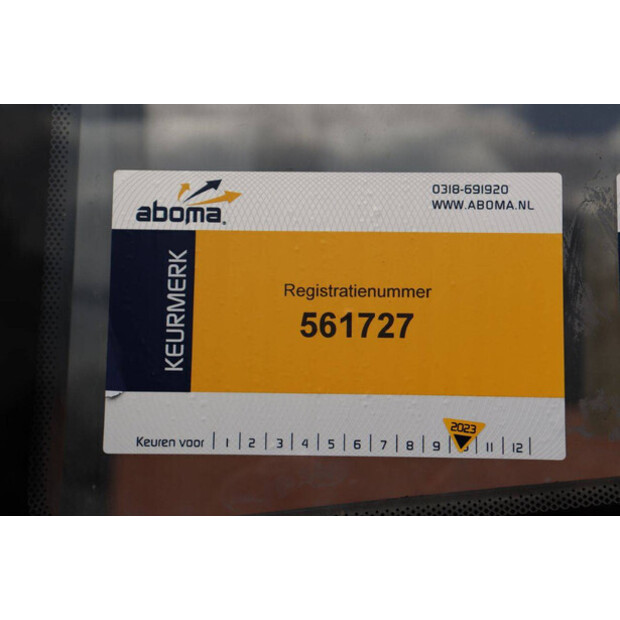 aboma.
0318-691920
WWW.ABOMA.NL
KEURMERK
Registratienummer
561727
2023
Keuren voor | 1 | 2 | 3 | 4 | 5 | 6 | 7 | 8 | 9 | | 11 | 12 |